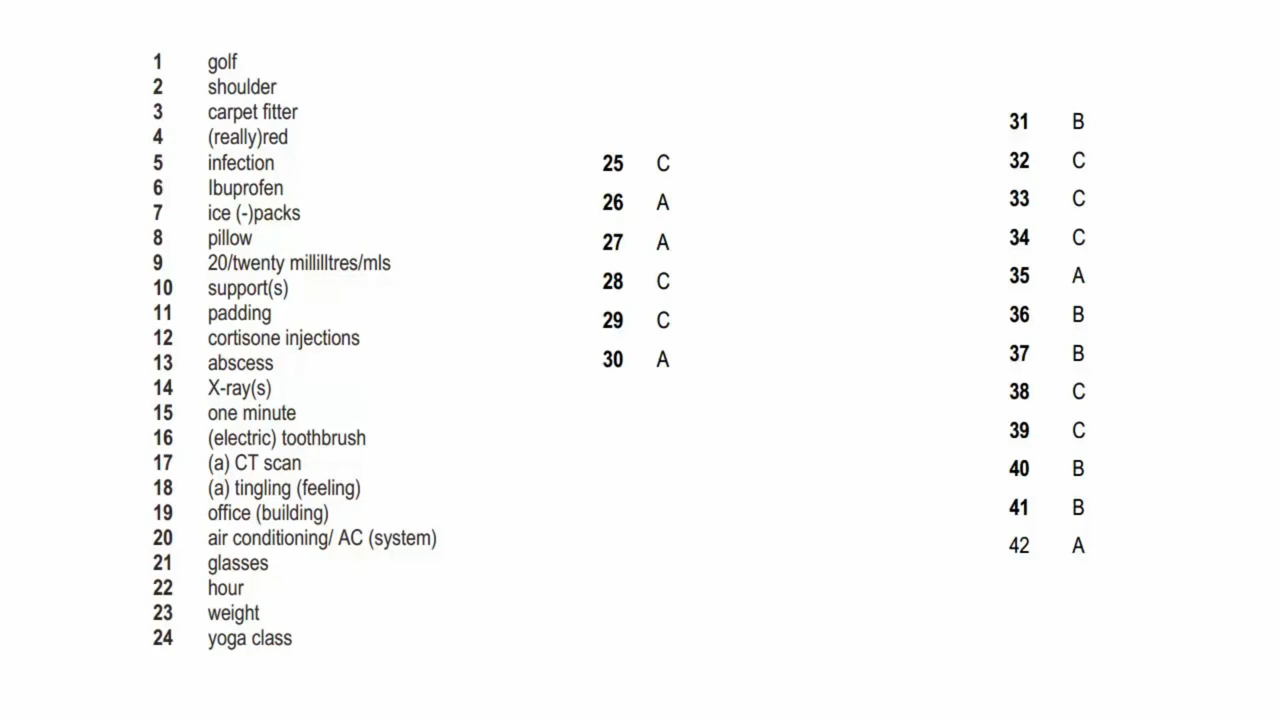 1 golf
2 shoulder
3 carpet fitter
4 (really)red
5 infection
6 Ibuprofen
7 ice (-)packs
8 pillow
9 20/twenty millilltres/mls
10 support(s)
11 padding
12 cortisone injections
13 abscess
14 X-ray(s)
15 one minute
16 (electric) toothbrush
17 (a) CT scan
18 (a) tingling (feeling)
19 office (building)
20 air conditioning/ AC (system)
21 glasses
22 hour
23 weight
24 yoga class
25 C
26 A
27 A
28 C
29 C
30 A
31 B
32 C
33 C
34 C
35 A
36 B
37 B
38 C
39 C
40 B
41 B
42 A